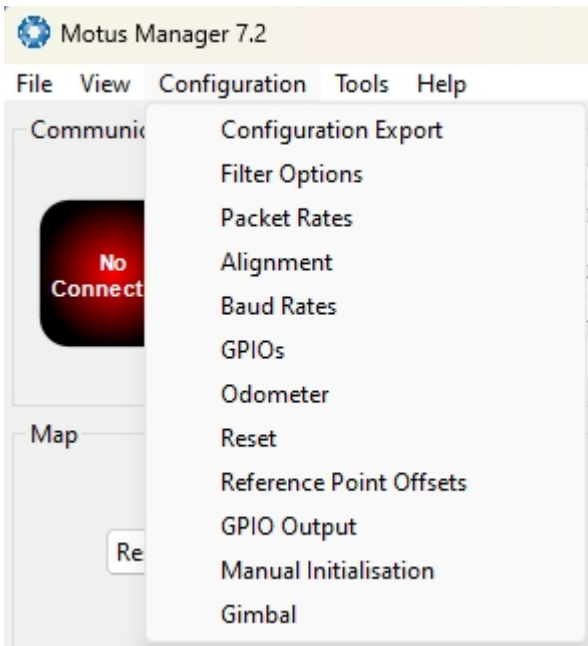 Motus Manager 7.2
File View Configuration Tools Help
Configuration Export
Filter Options
Packet Rates
Alignment
Baud Rates
GPIOs
Odometer
Reset
Reference Point Offsets
GPIO Output
Manual Initialisation
Gimbal
No
Map